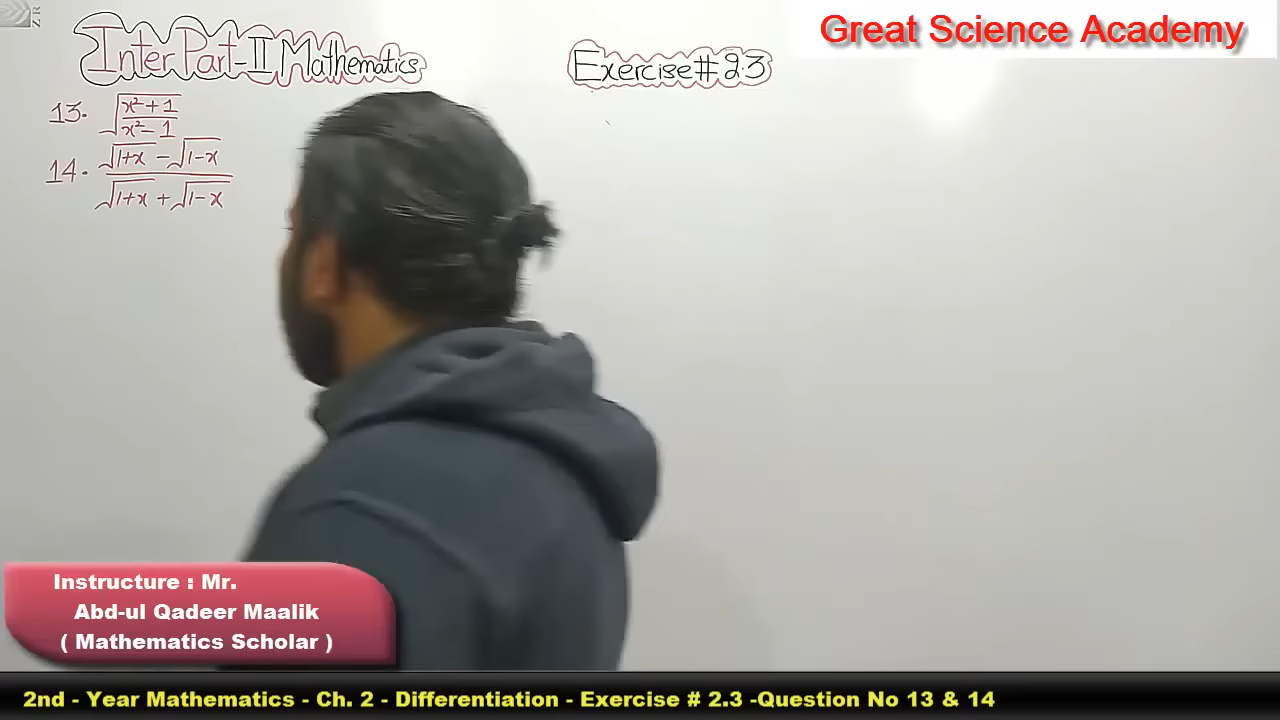 ZR
Great Science Academy
Inter Part-II Mathematics
Exercise # 2.3
13. √(x²+1 / x²-1)
14. √1+x - √1-x / √1+x + √1-x
Instructure : Mr.
Abd-ul Qadeer Maalik
( Mathematics Scholar )
2nd - Year Mathematics - Ch. 2 - Differentiation - Exercise # 2.3 -Question No 13 & 14